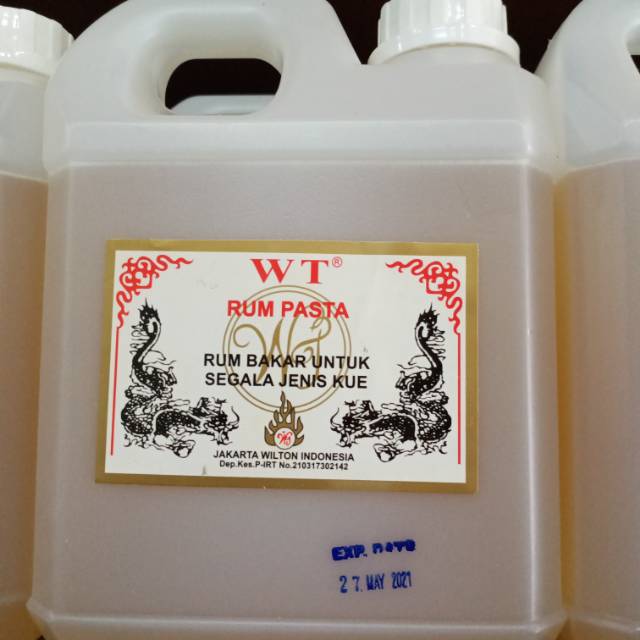 WT®
RUM PASTA
RUM BAKAR UNTUK
SEGALA JENIS KUE
JAKARTA WILTON INDONESIA
Dep.Kes.P-IRT No.210317302142
EXP. DATE
27. MAY 2021